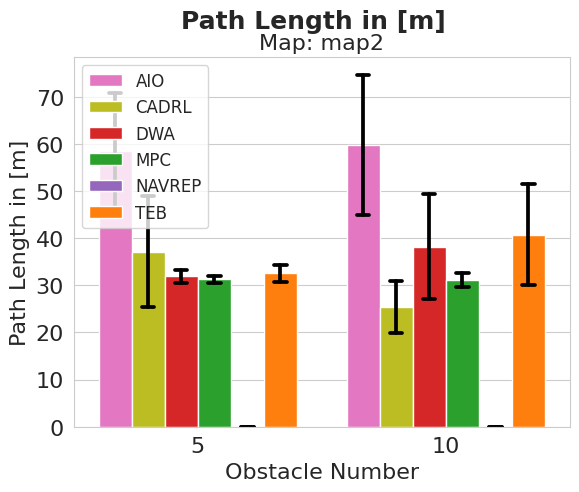 Path Length in [m]
Map: map2
Path Length in [m]
70
60
50
40
30
20
10
0
AIO
CADRL
DWA
MPC
NAVREP
TEB
5
10
Obstacle Number